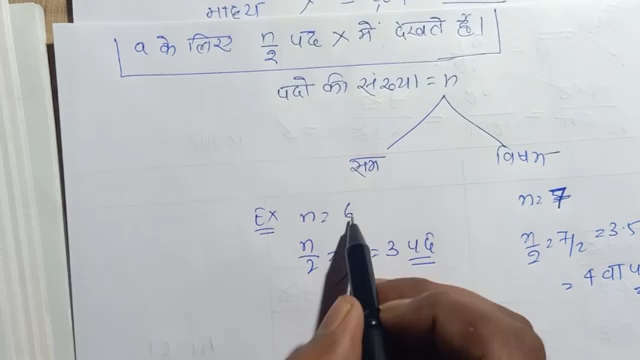 माध्य x̄ =
a के लिए n/2 पद x में देखते हैं।
पदो की संख्या = n
सम विषम
Ex n = 6 n = 7
n/2 = = 3 पद n/2 = 7/2 = 3.5
= 4 वा